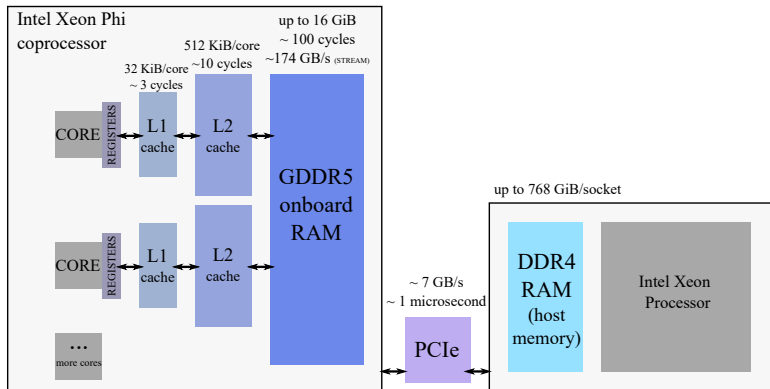 Intel Xeon Phi
coprocessor
up to 16 GiB
~ 100 cycles
~174 GB/s (STREAM)
512 KiB/core
~10 cycles
32 KiB/core
~ 3 cycles
CORE
REGISTERS
L1
cache
L2
cache
GDDR5
onboard
RAM
CORE
REGISTERS
L1
cache
L2
cache
...
more cores
~ 7 GB/s
~ 1 microsecond
PCIe
up to 768 GiB/socket
DDR4
RAM
(host
memory)
Intel Xeon
Processor